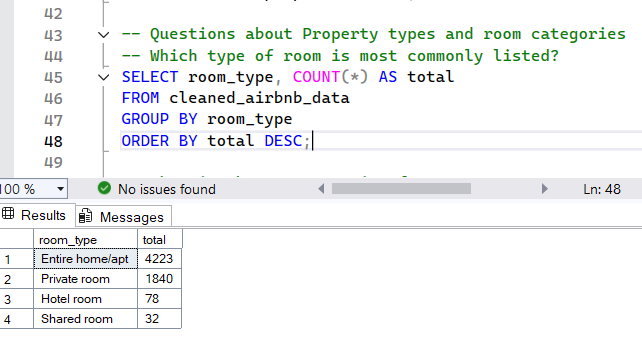 42
43 -- Questions about Property types and room categories
44 -- Which type of room is most commonly listed?
45 SELECT room_type, COUNT(*) AS total
46 FROM cleaned_airbnb_data
47 GROUP BY room_type
48 ORDER BY total DESC;
49
100 % No issues found Ln: 48
Results Messages
room_type total
1 Entire home/apt 4223
2 Private room 1840
3 Hotel room 78
4 Shared room 32